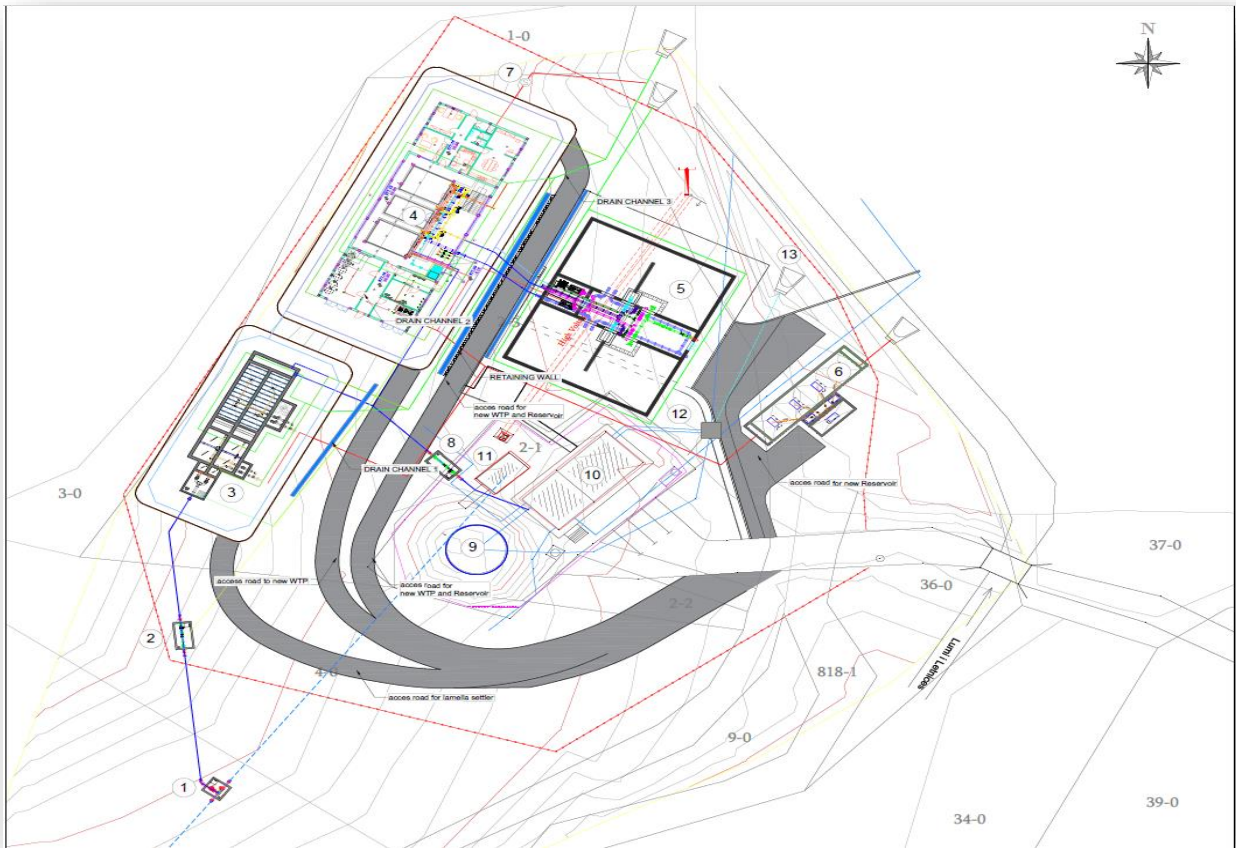 N
1-0
7
DRAIN CHANNEL 3
4
13
5
DRAIN CHANNEL 2
RETAINING WALL
6
acces road for
new WTP and Reservoir
12
8
2-1
11
10
DRAIN CHANNEL 1
3
3-0
acces road for new Reservoir
9
37-0
access road to new WTP
acces road for
new WTP and Reservoir
36-0
2-2
2
4-0
818-1
Lumi i Letnices
acces road for lamella settler
9-0
1
39-0
34-0